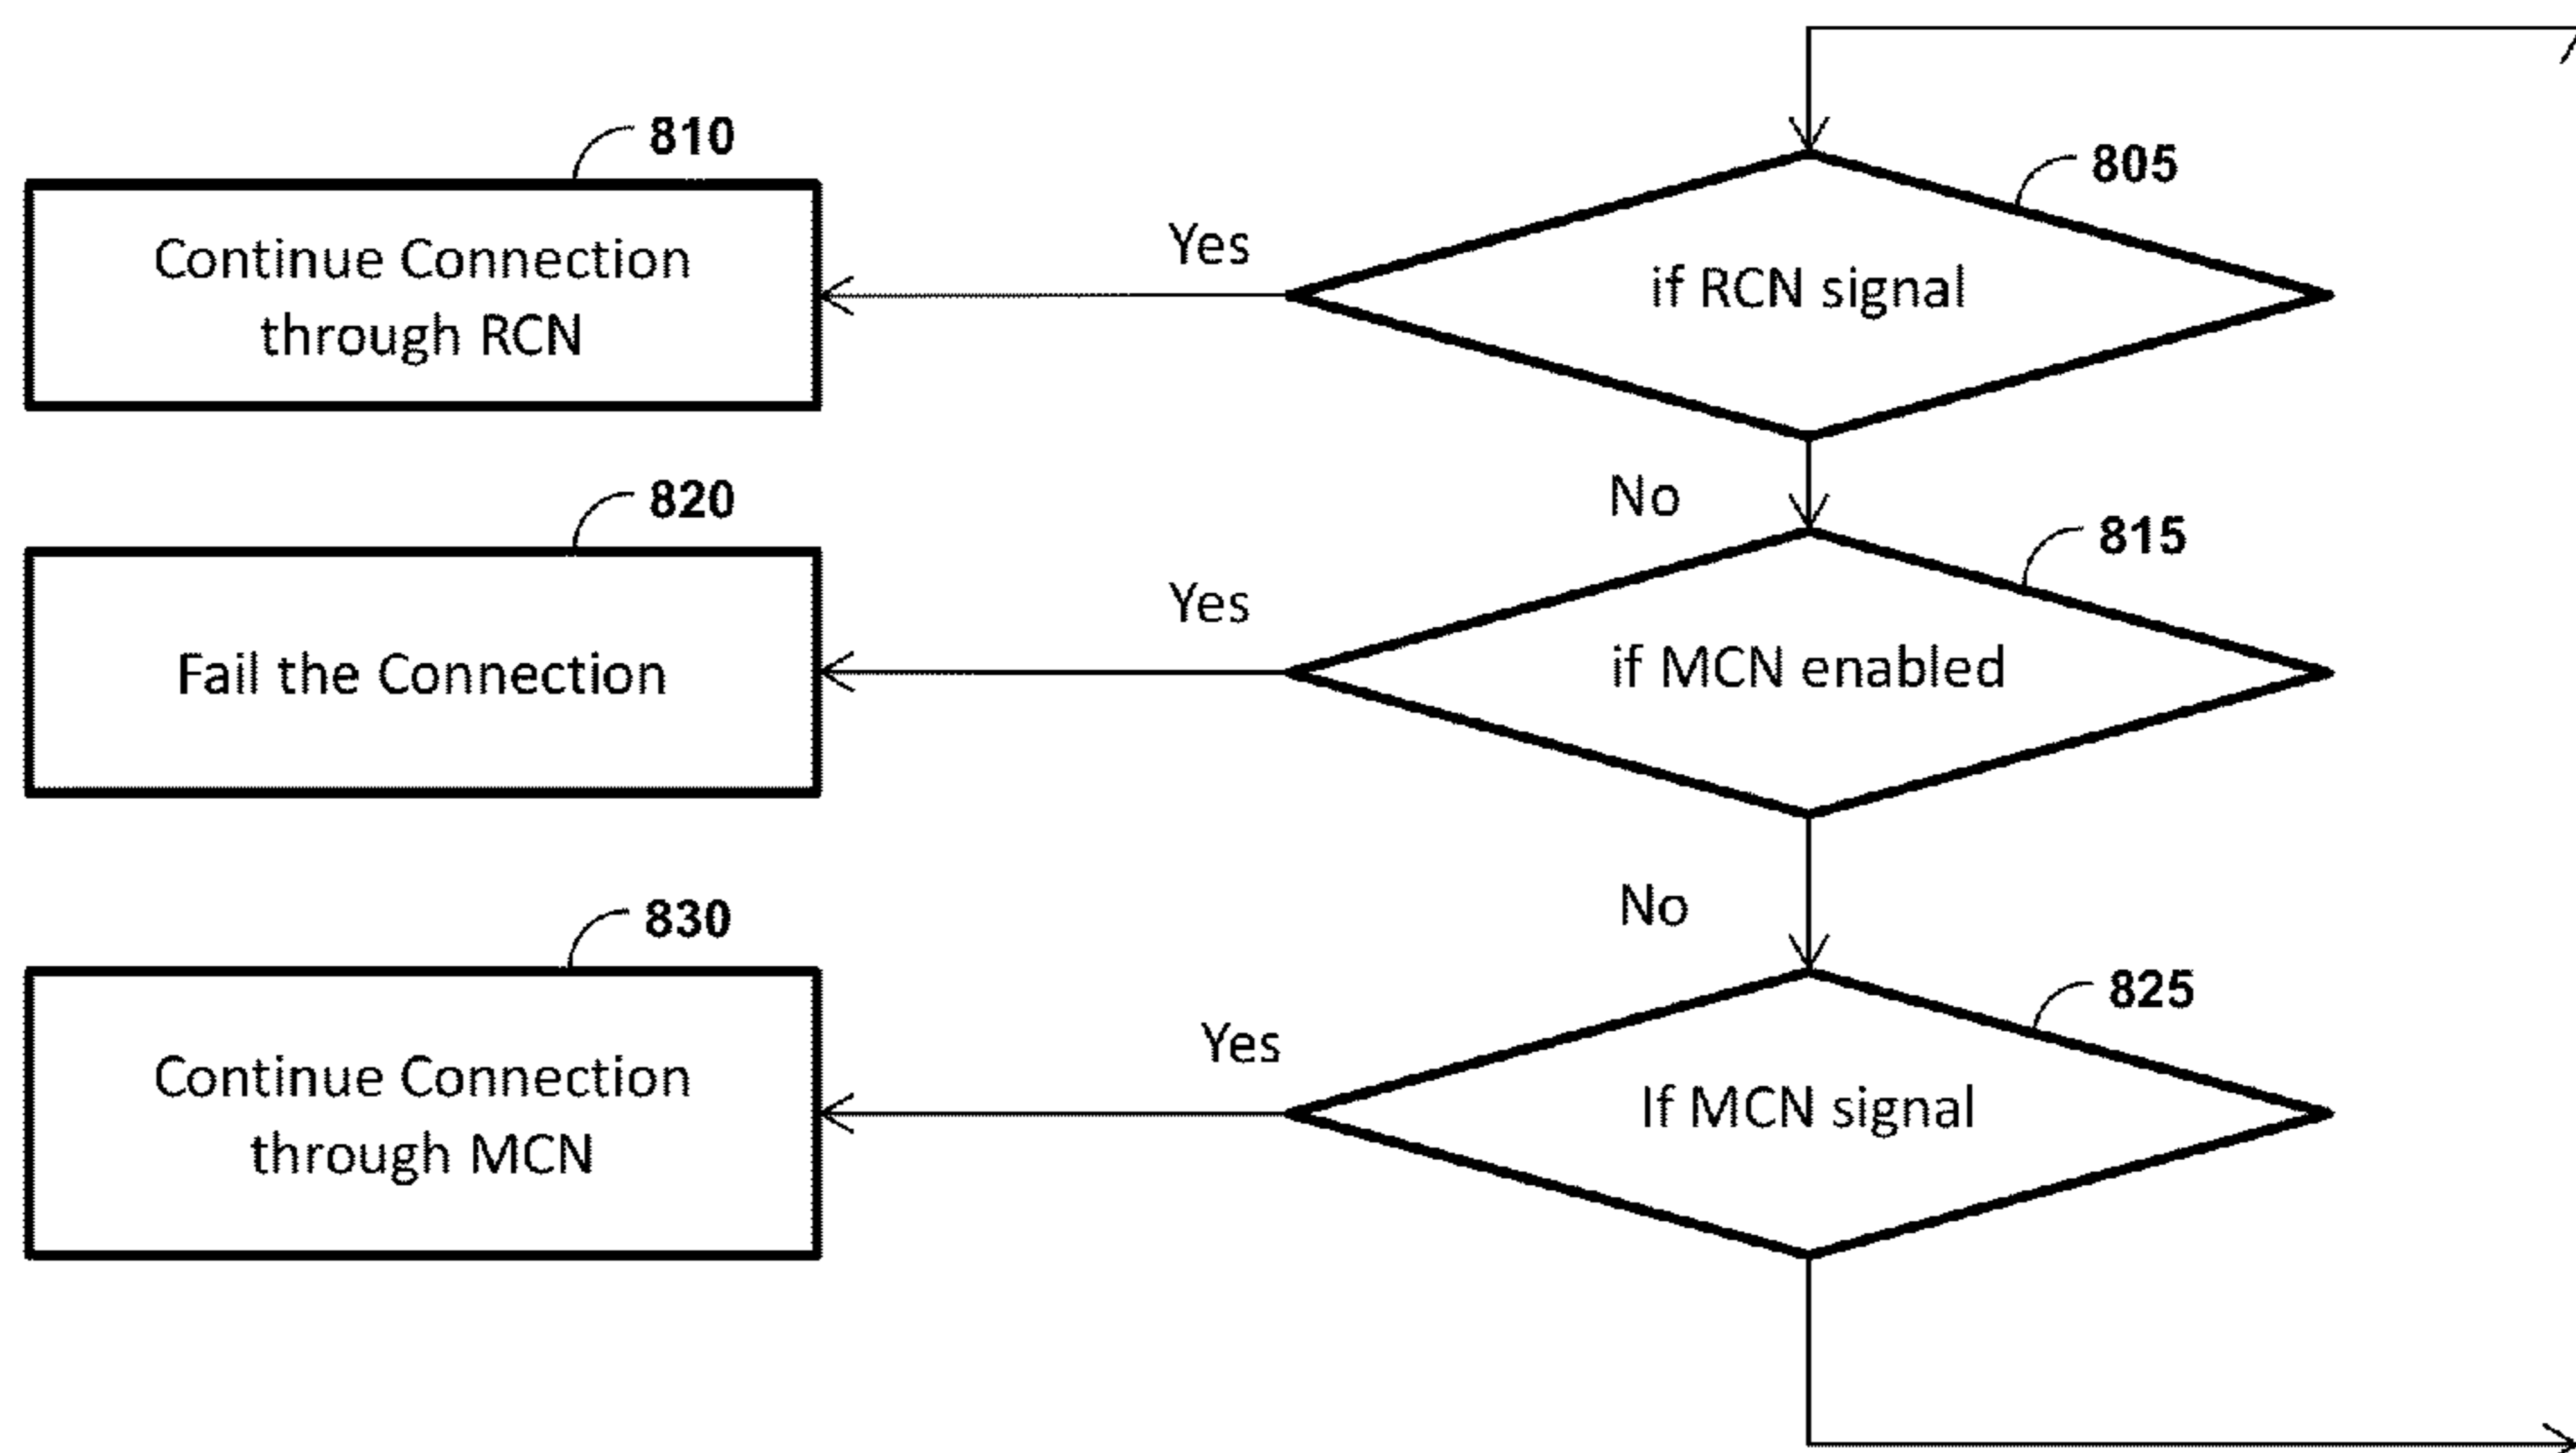 810
Continue Connection
through RCN
Yes
805
if RCN signal
No
820
Fail the Connection
Yes
815
if MCN enabled
No
830
Continue Connection
through MCN
Yes
825
If MCN signal